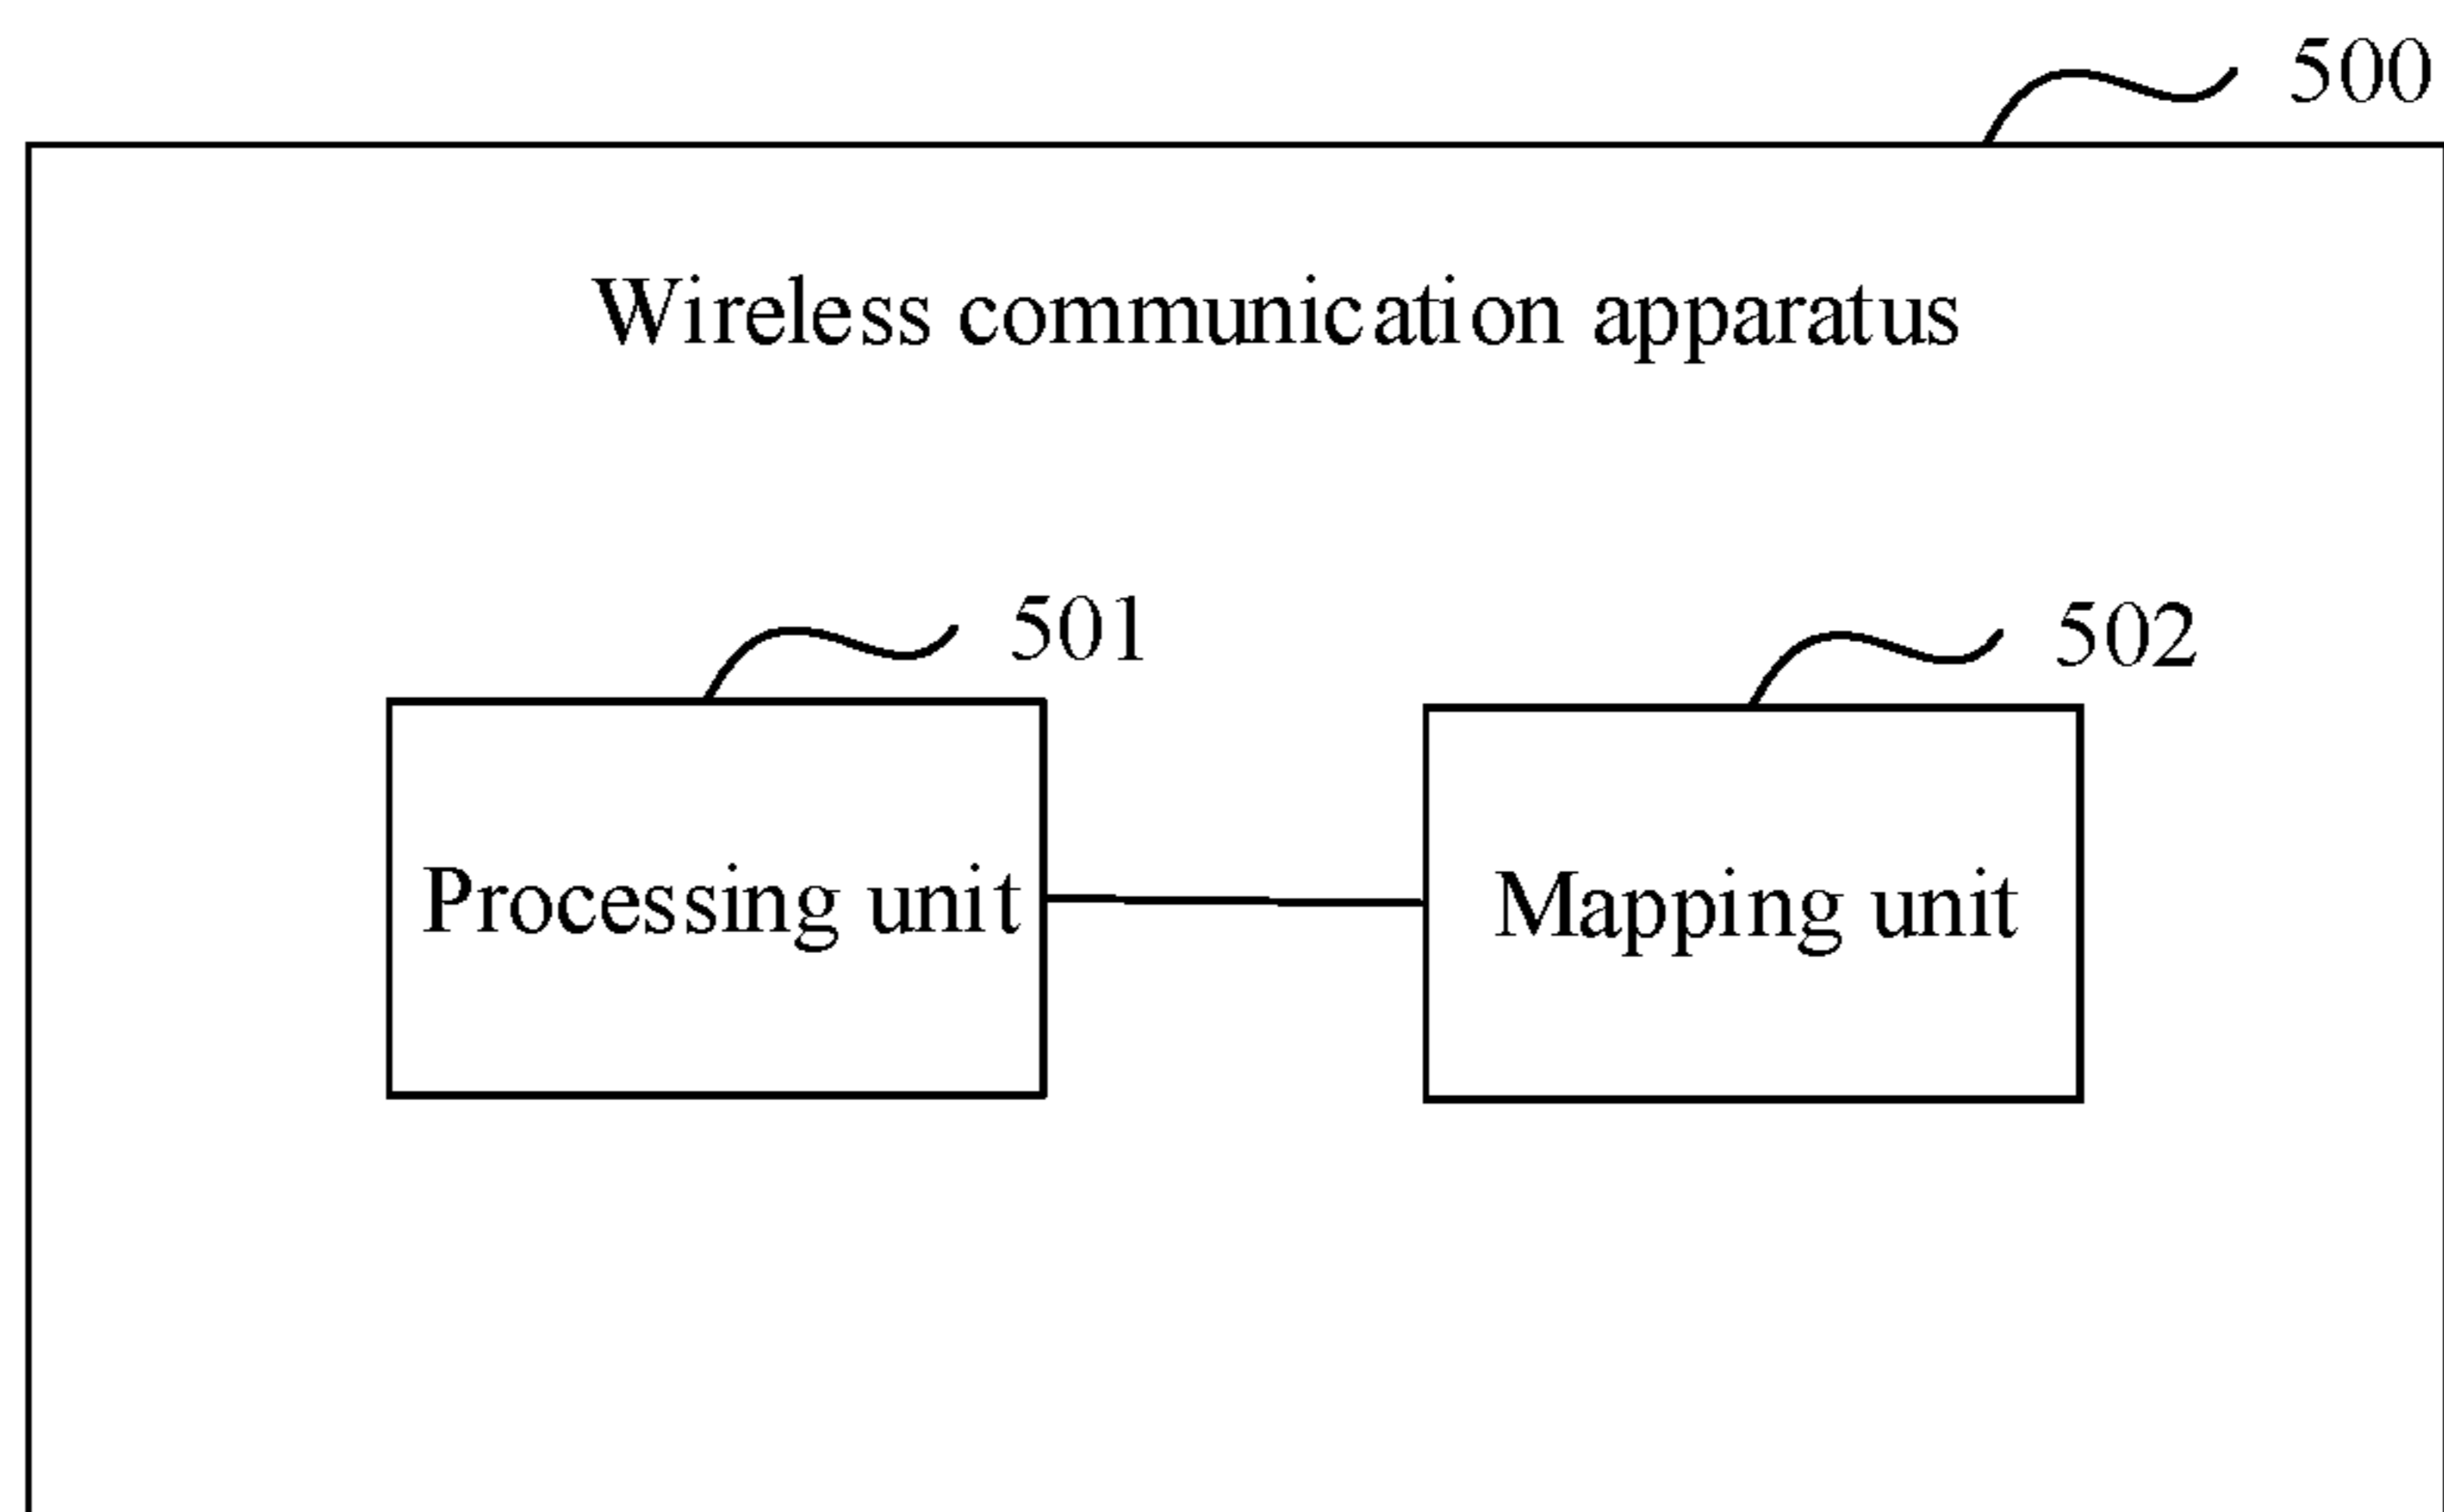 500
Wireless communication apparatus
501
502
Processing unit
Mapping unit